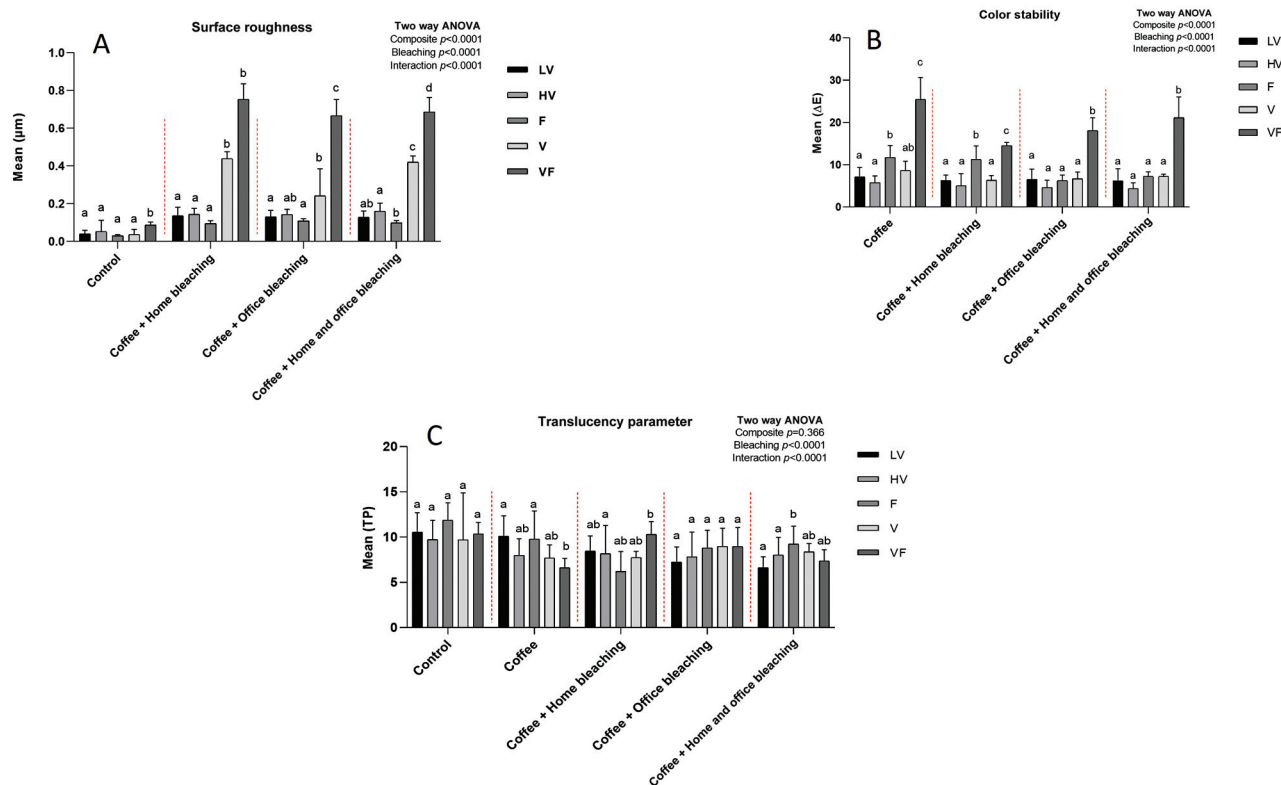 A
Surface roughness
Two way ANOVA
Composite p<0.0001
Bleaching p<0.0001
Interaction p<0.0001
Mean (µm)
1.0
0.8
0.6
0.4
0.2
0.0
a a a a b
a a a b c
a ab a b c
ab a b c d
Control
Coffee + Home bleaching
Coffee + Office bleaching
Coffee + Home and office bleaching
LV
HV
F
V
VF
B
Color stability
Two way ANOVA
Composite p<0.0001
Bleaching p<0.0001
Interaction p<0.0001
Mean (ΔE)
40
30
20
10
0
a a b ab c
a a b a c
a a a a b
a a a a b
Coffee
Coffee + Home bleaching
Coffee + Office bleaching
Coffee + Home and office bleaching
LV
HV
F
V
VF
C
Translucency parameter
Two way ANOVA
Composite p=0.366
Bleaching p<0.0001
Interaction p<0.0001
Mean (TP)
20
15
10
5
0
a a a a a
a ab a ab b
ab a ab ab b
a a a a a
a a b ab ab
Control
Coffee
Coffee + Home bleaching
Coffee + Office bleaching
Coffee + Home and office bleaching
LV
HV
F
V
VF